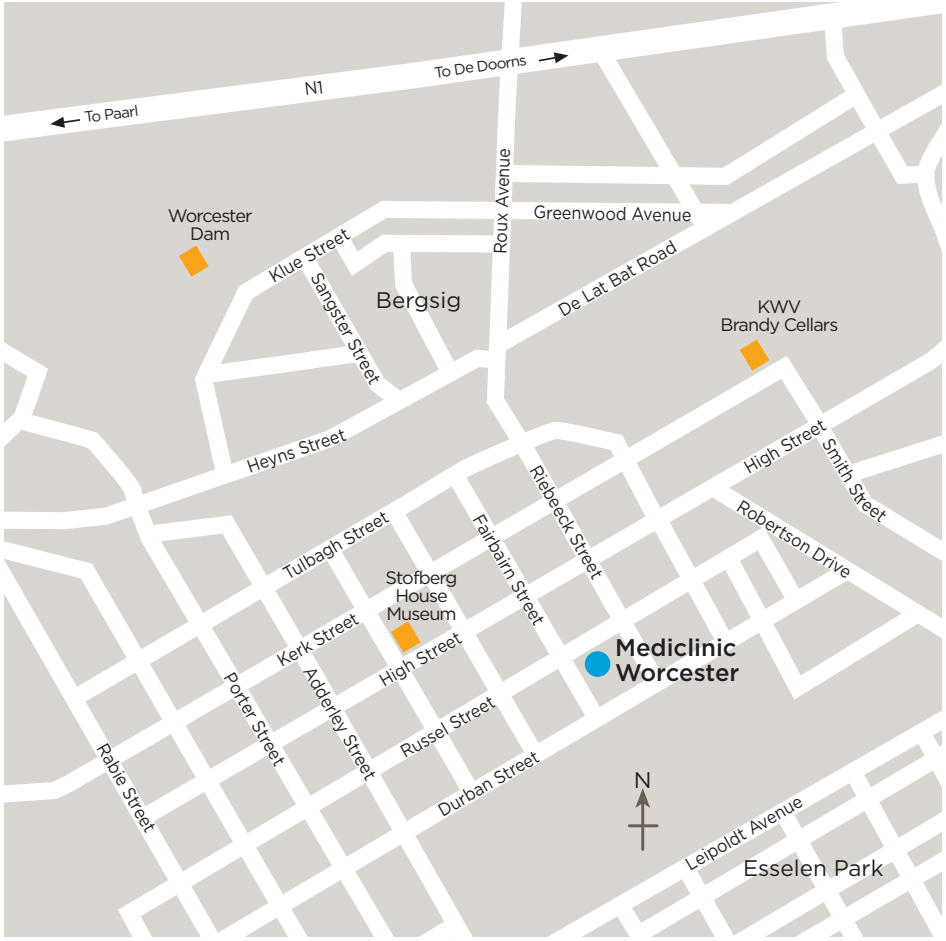 To De Doorns
N1
To Paarl
Roux Avenue
Worcester
Dam
Greenwood Avenue
Klue Street
De Lat Bat Road
Sangster Street
Bergsig
KWV
Brandy Cellars
Heyns Street
High Street
Smith Street
Riebeeck Street
Robertson Drive
Tulbagh Street
Fairbairn Street
Stofberg
House
Museum
Kerk Street
High Street
Mediclinic
Worcester
Adderley Street
Porter Street
Russel Street
Rabie Street
Durban Street
N
Leipoldt Avenue
Esselen Park